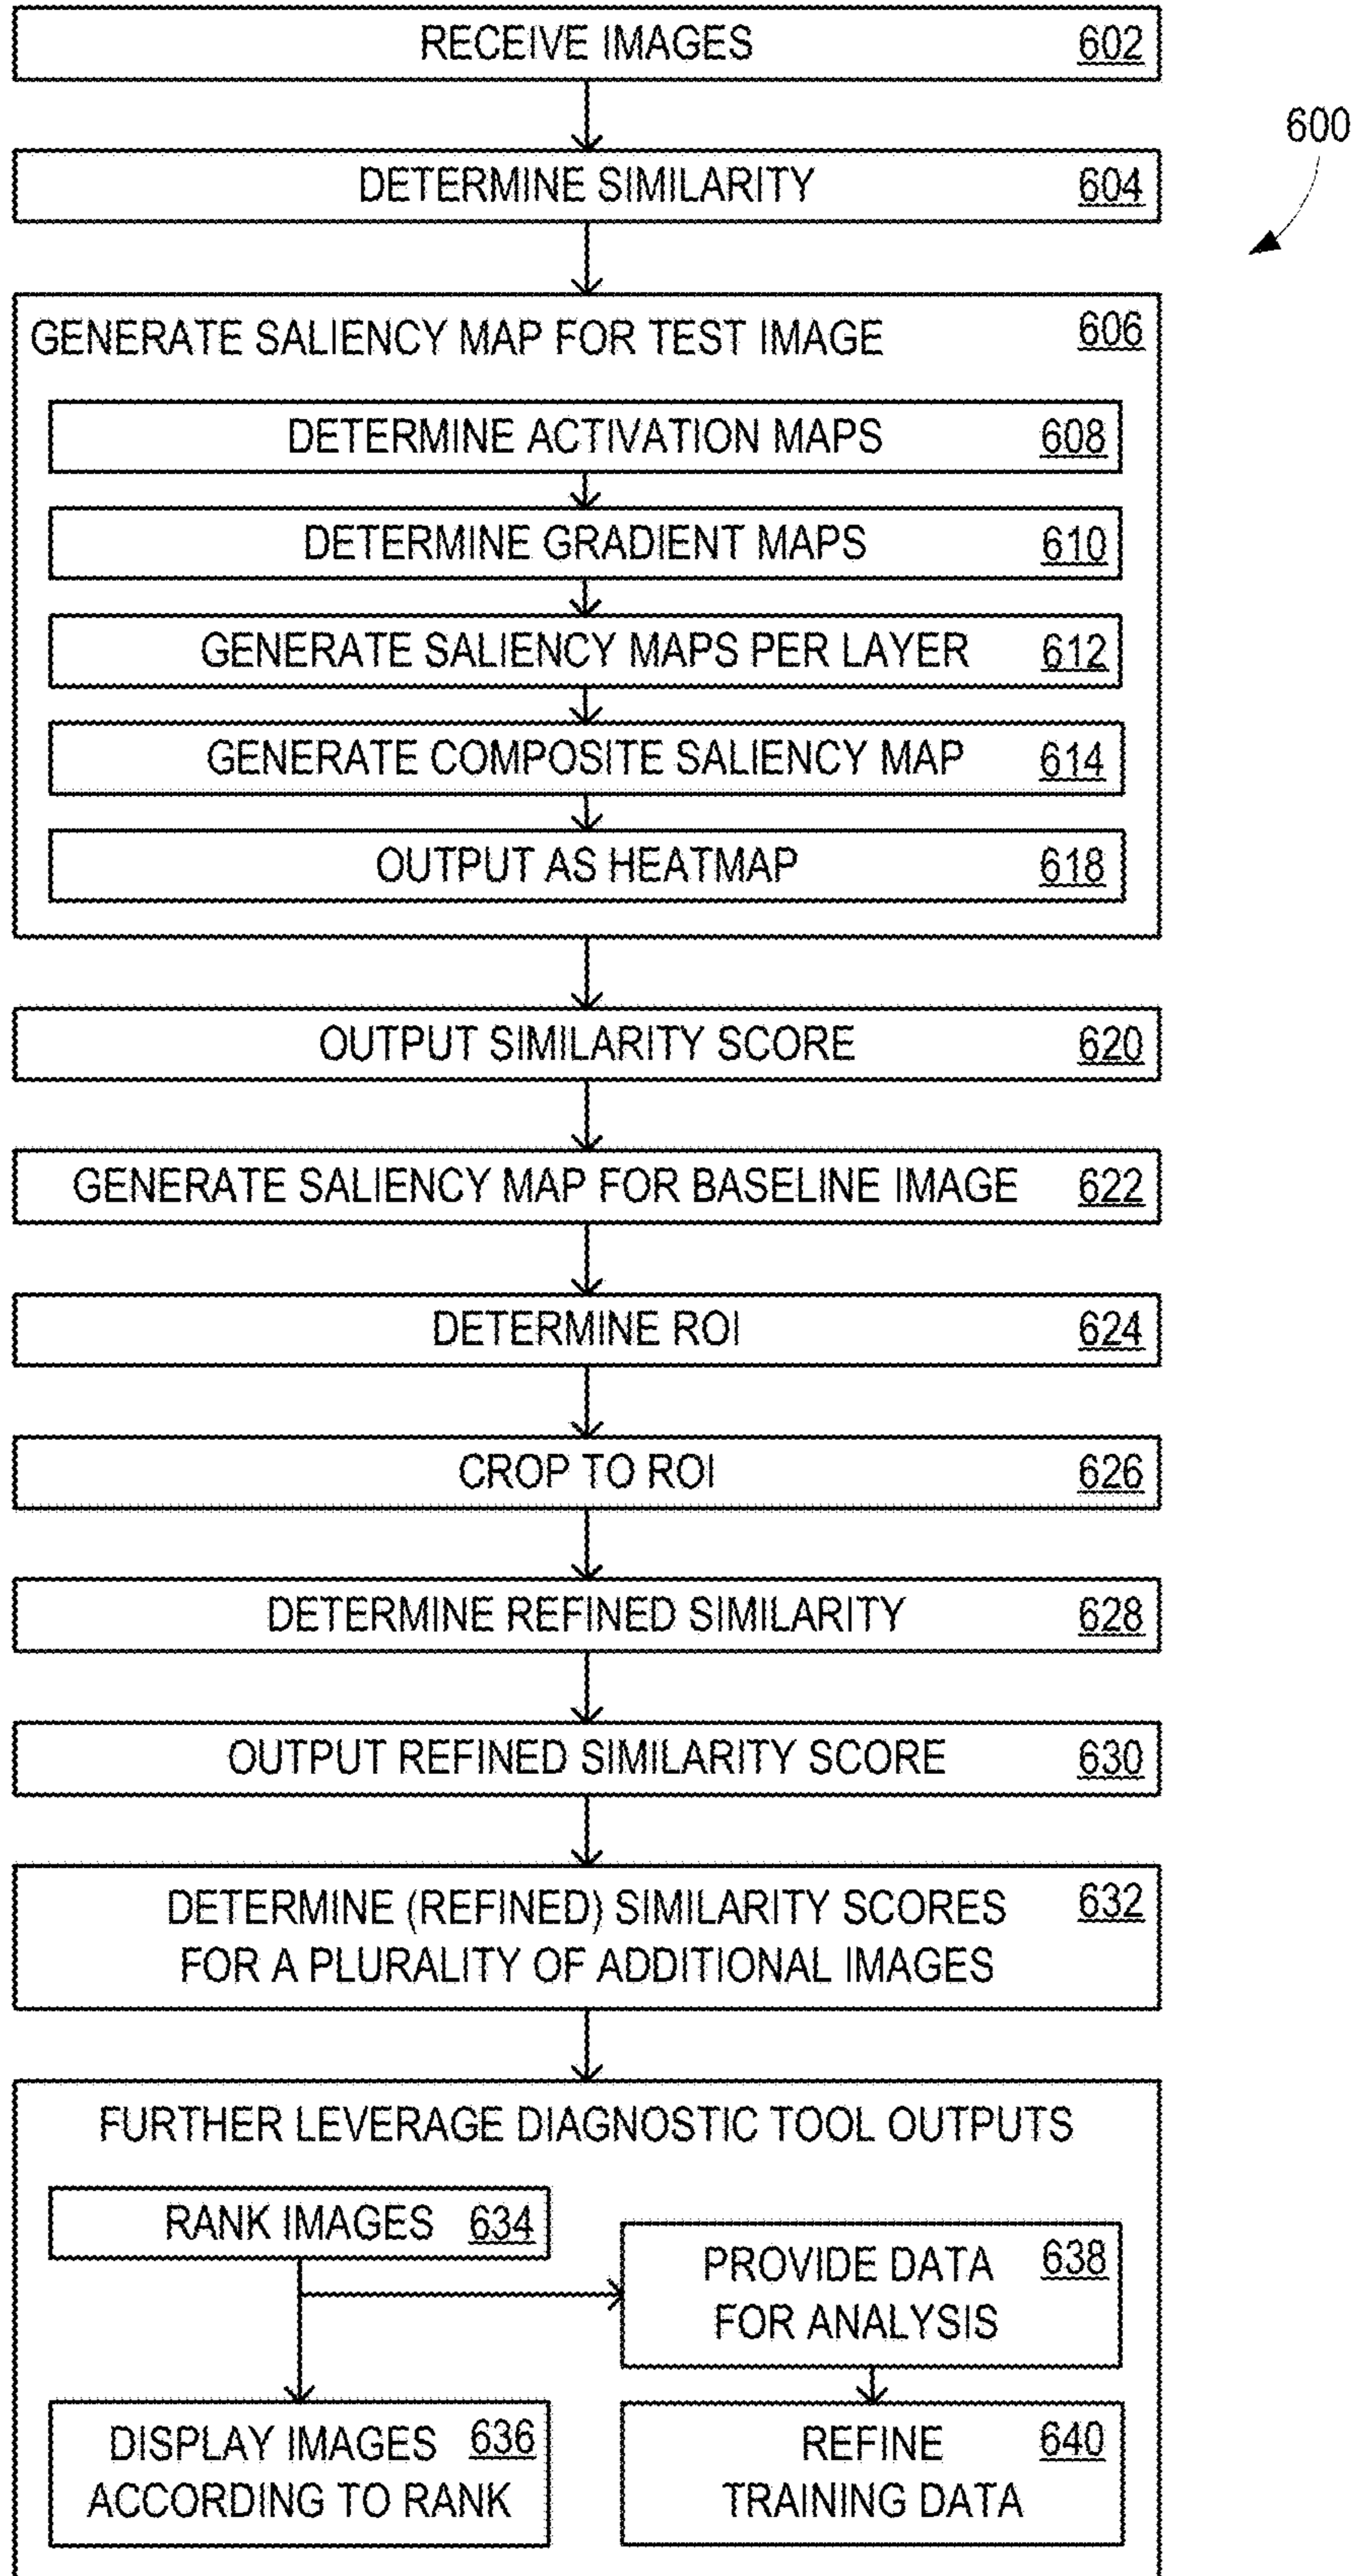 RECEIVE IMAGES 602
600
DETERMINE SIMILARITY 604
GENERATE SALIENCY MAP FOR TEST IMAGE 606
DETERMINE ACTIVATION MAPS 608
DETERMINE GRADIENT MAPS 610
GENERATE SALIENCY MAPS PER LAYER 612
GENERATE COMPOSITE SALIENCY MAP 614
OUTPUT AS HEATMAP 618
OUTPUT SIMILARITY SCORE 620
GENERATE SALIENCY MAP FOR BASELINE IMAGE 622
DETERMINE ROI 624
CROP TO ROI 626
DETERMINE REFINED SIMILARITY 628
OUTPUT REFINED SIMILARITY SCORE 630
DETERMINE (REFINED) SIMILARITY SCORES 632
FOR A PLURALITY OF ADDITIONAL IMAGES
FURTHER LEVERAGE DIAGNOSTIC TOOL OUTPUTS
RANK IMAGES 634
PROVIDE DATA 638
FOR ANALYSIS
DISPLAY IMAGES 636
ACCORDING TO RANK
REFINE 640
TRAINING DATA